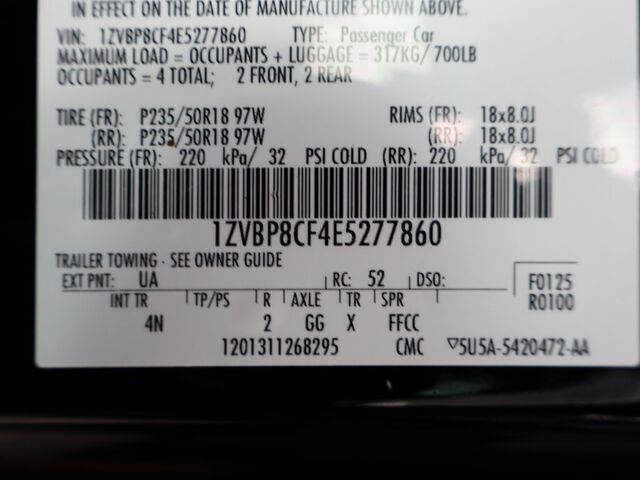 IN EFFECT ON THE DATE OF MANUFACTURE SHOWN ABOVE.
VIN: 1ZVBP8CF4E5277860 TYPE: Passenger Car
MAXIMUM LOAD = OCCUPANTS + LUGGAGE = 317KG/700LB
OCCUPANTS = 4 TOTAL; 2 FRONT, 2 REAR
TIRE (FR): P235/50R18 97W RIMS (FR): 18x8.0J
(RR): P235/50R18 97W (RR): 18x8.0J
PRESSURE (FR): 220 kPa/ 32 PSI COLD (RR): 220 kPa/ 32 PSI COLD
1ZVBP8CF4E5277860
TRAILER TOWING - SEE OWNER GUIDE
EXT PNT: UA RC: 52 DSO: F0125
INT TR TP/PS R AXLE TR SPR R0100
4N 2 GG X FFCC
1201311268295 CMC ▽5U5A-5420472-AA